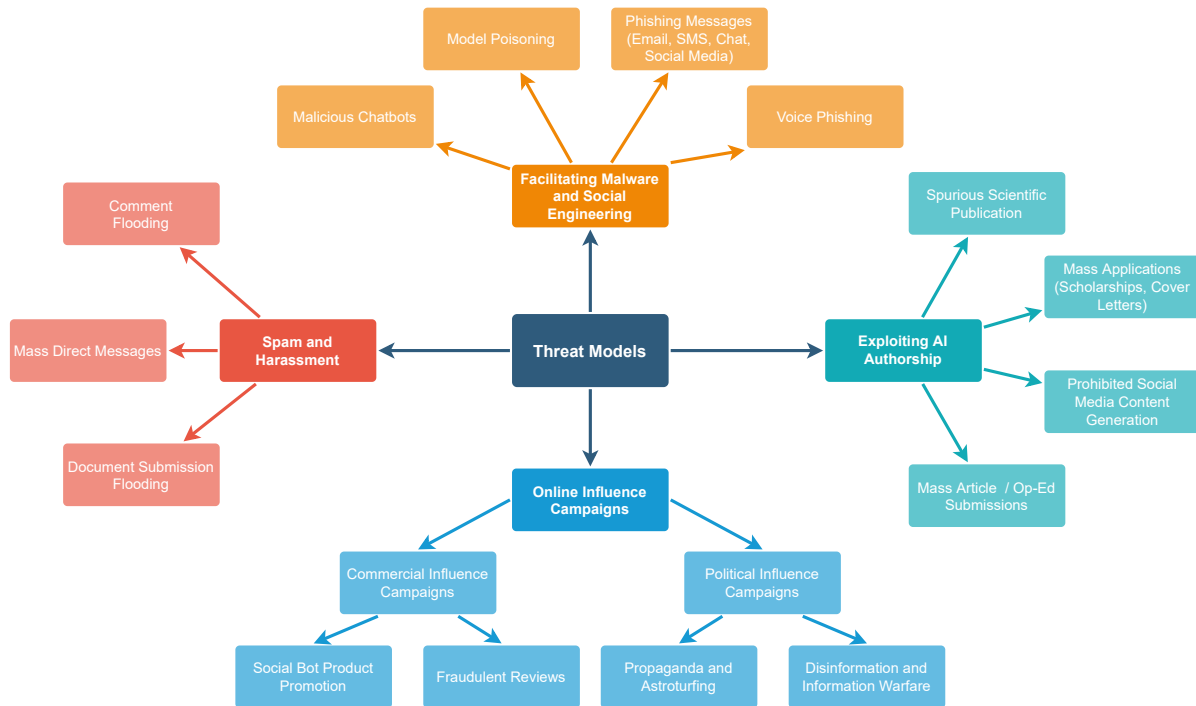 Model Poisoning
Phishing Messages
(Email, SMS, Chat,
Social Media)
Malicious Chatbots
Voice Phishing
Facilitating Malware
and Social
Engineering
Comment
Flooding
Spurious Scientific
Publication
Mass Applications
(Scholarships, Cover
Letters)
Mass Direct Messages
Spam and
Harassment
Threat Models
Exploiting AI
Authorship
Prohibited Social
Media Content
Generation
Document Submission
Flooding
Online Influence
Campaigns
Mass Article / Op-Ed
Submissions
Commercial Influence
Campaigns
Political Influence
Campaigns
Social Bot Product
Promotion
Fraudulent Reviews
Propaganda and
Astroturfing
Disinformation and
Information Warfare